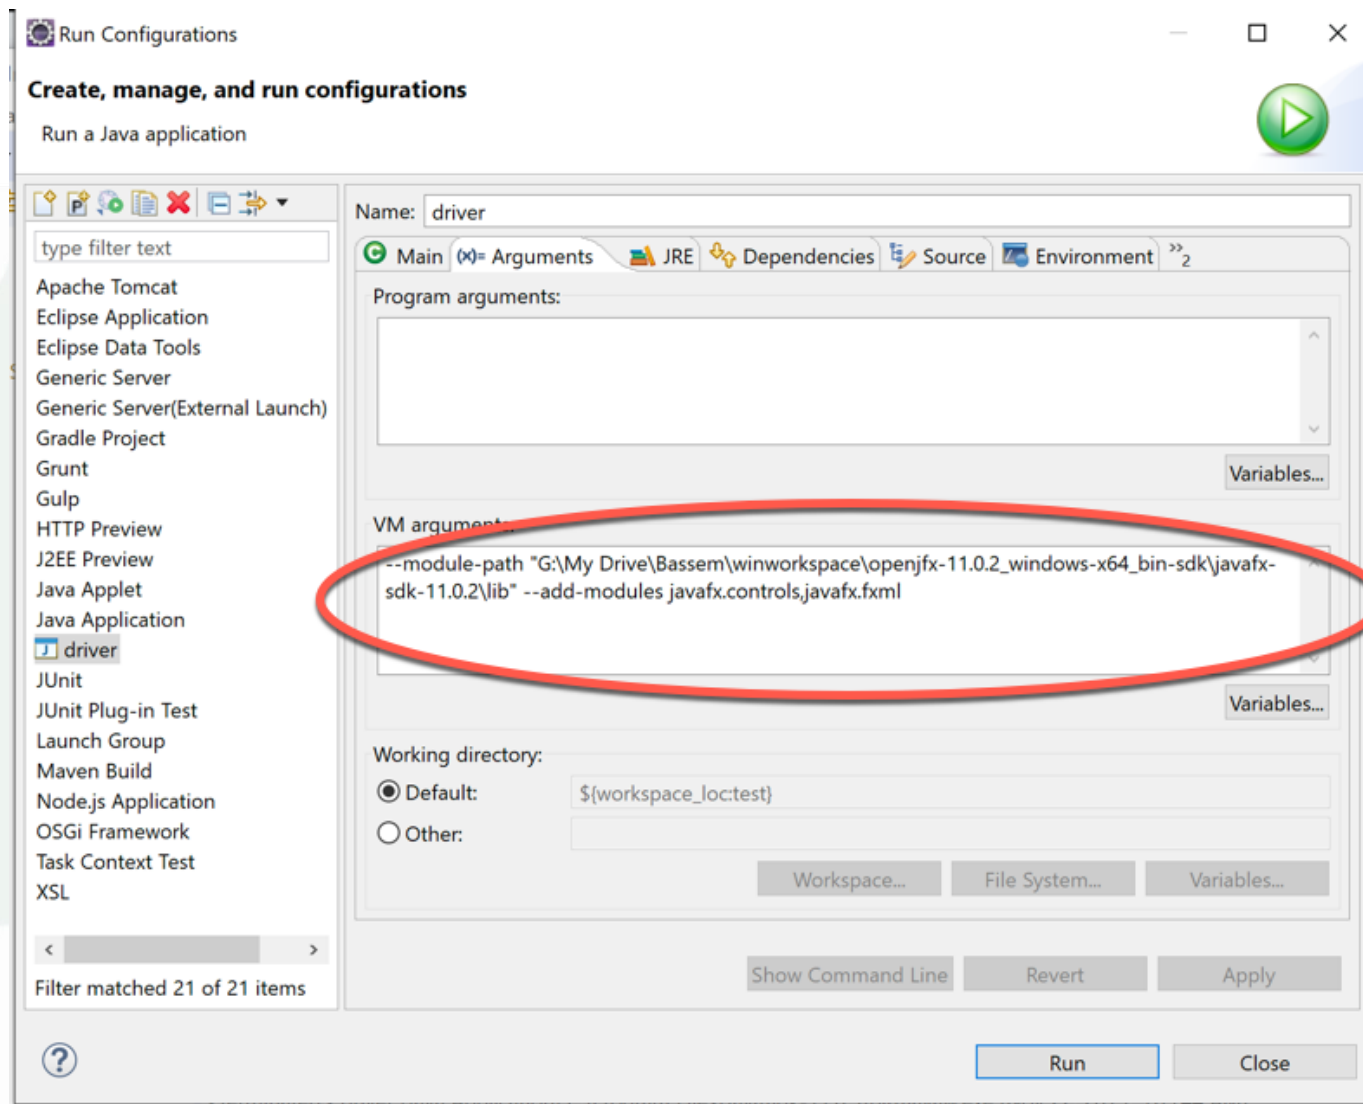 Run Configurations
Create, manage, and run configurations
Run a Java application
type filter text
Apache Tomcat
Eclipse Application
Eclipse Data Tools
Generic Server
Generic Server(External Launch)
Gradle Project
Grunt
Gulp
HTTP Preview
J2EE Preview
Java Applet
Java Application
driver
JUnit
JUnit Plug-in Test
Launch Group
Maven Build
Node.js Application
OSGi Framework
Task Context Test
XSL
Filter matched 21 of 21 items
Name: driver
Main (x)= Arguments JRE Dependencies Source Environment »2
Program arguments:
Variables...
VM arguments:
--module-path "G:\My Drive\Bassem\winworkspace\openjfx-11.0.2_windows-x64_bin-sdk\javafx-
sdk-11.0.2\lib" --add-modules javafx.controls,javafx.fxml
Variables...
Working directory:
Default: ${workspace_loc:test}
Other:
Workspace... File System... Variables...
Show Command Line Revert Apply
Run Close